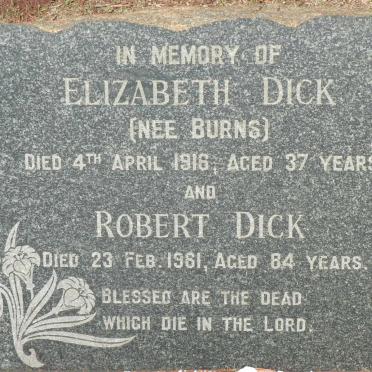 IN MEMORY OF
ELIZABETH DICK
(NEE BURNS)
DIED 4TH APRIL 1916, AGED 37 YEARS
AND
ROBERT DICK
DIED 23 FEB. 1961, AGED 84 YEARS.
BLESSED ARE THE DEAD
WHICH DIE IN THE LORD.